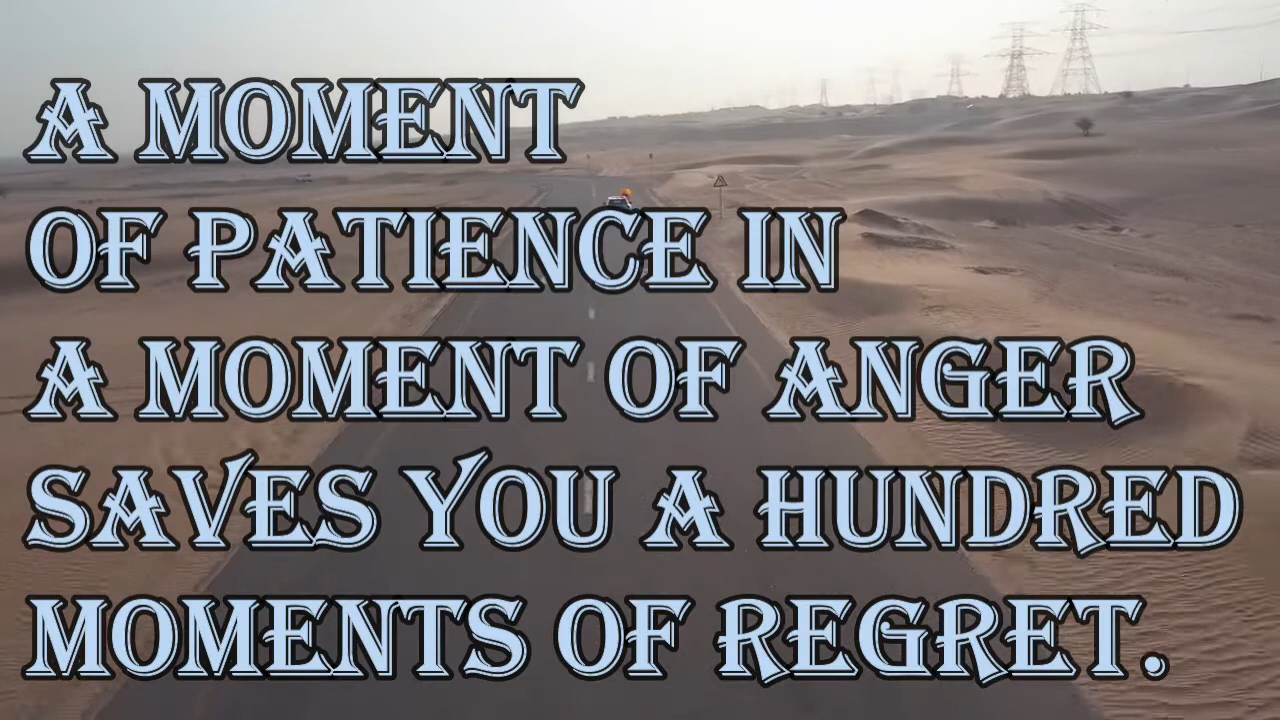 A MOMENT
OF PATIENCE IN
A MOMENT OF ANGER
SAVES YOU A HUNDRED
MOMENTS OF REGRET.